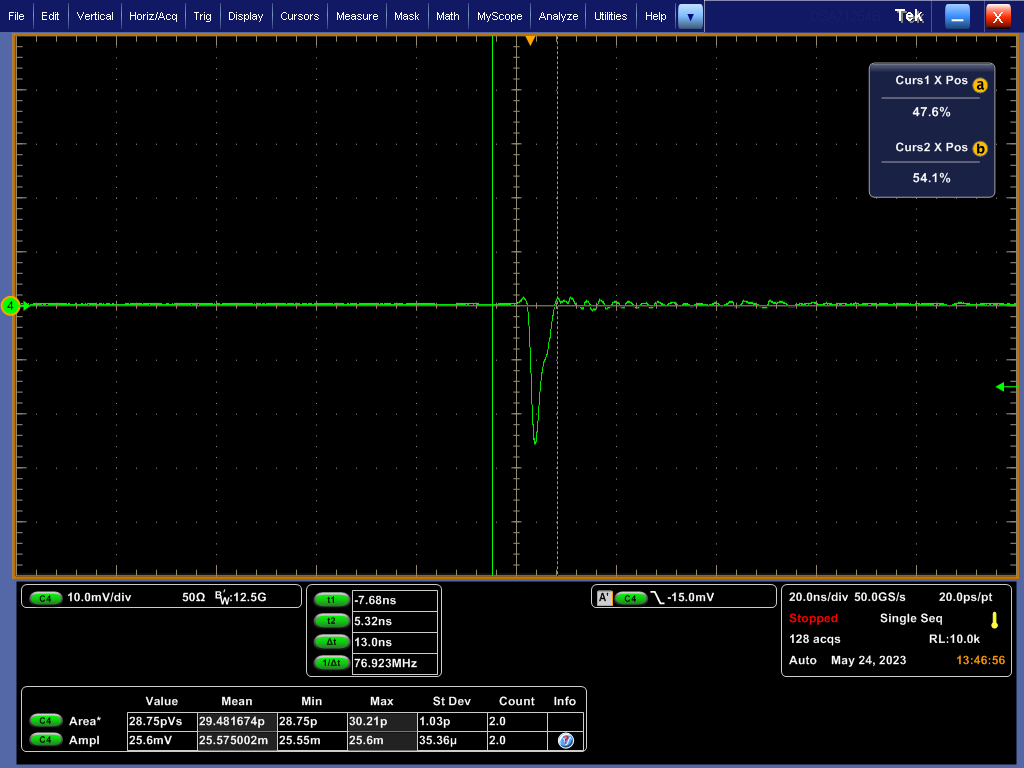 File Edit Vertical Horiz/Acq Trig Display Cursors Measure Mask Math MyScope Analyze Utilities Help Tek X
Curs1 X Pos a
47.6%
Curs2 X Pos b
54.1%
4
C4 10.0mV/div 50Ω BW:12.5G
t1 -7.68ns
t2 5.32ns
Δt 13.0ns
1/Δt 76.923MHz
A' C4 -15.0mV
20.0ns/div 50.0GS/s 20.0ps/pt
Stopped Single Seq
128 acqs RL:10.0k
Auto May 24, 2023 13:46:56
Value Mean Min Max St Dev Count Info
C4 Area* 28.75pVs 29.481674p 28.75p 30.21p 1.03p 2.0
C4 Ampl 25.6mV 25.575002m 25.55m 25.6m 35.36µ 2.0